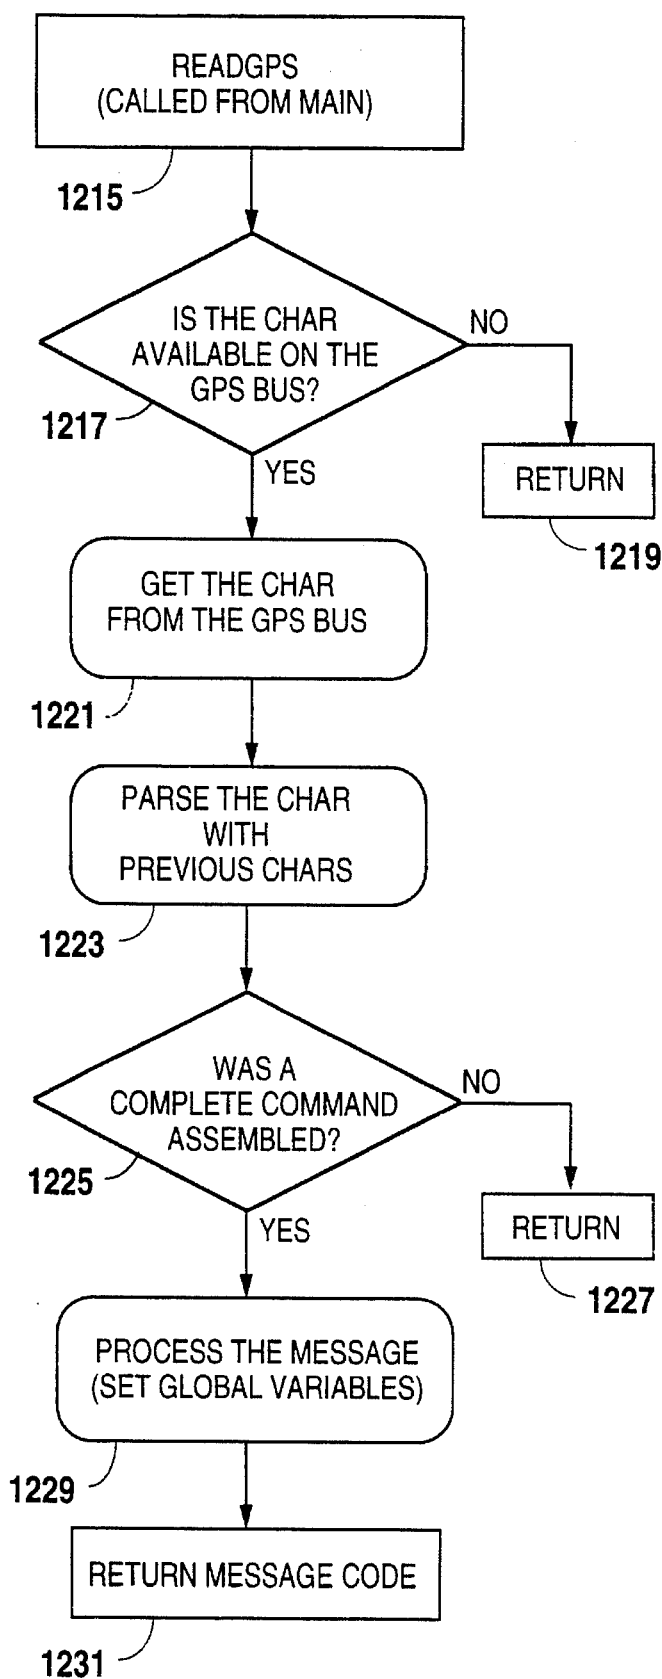 READGPS
(CALLED FROM MAIN)
1215
IS THE CHAR
AVAILABLE ON THE
GPS BUS?
1217
NO
YES
RETURN
1219
GET THE CHAR
FROM THE GPS BUS
1221
PARSE THE CHAR
WITH
PREVIOUS CHARS
1223
WAS A
COMPLETE COMMAND
ASSEMBLED?
NO
1225
YES
RETURN
1227
PROCESS THE MESSAGE
(SET GLOBAL VARIABLES)
1229
RETURN MESSAGE CODE
1231